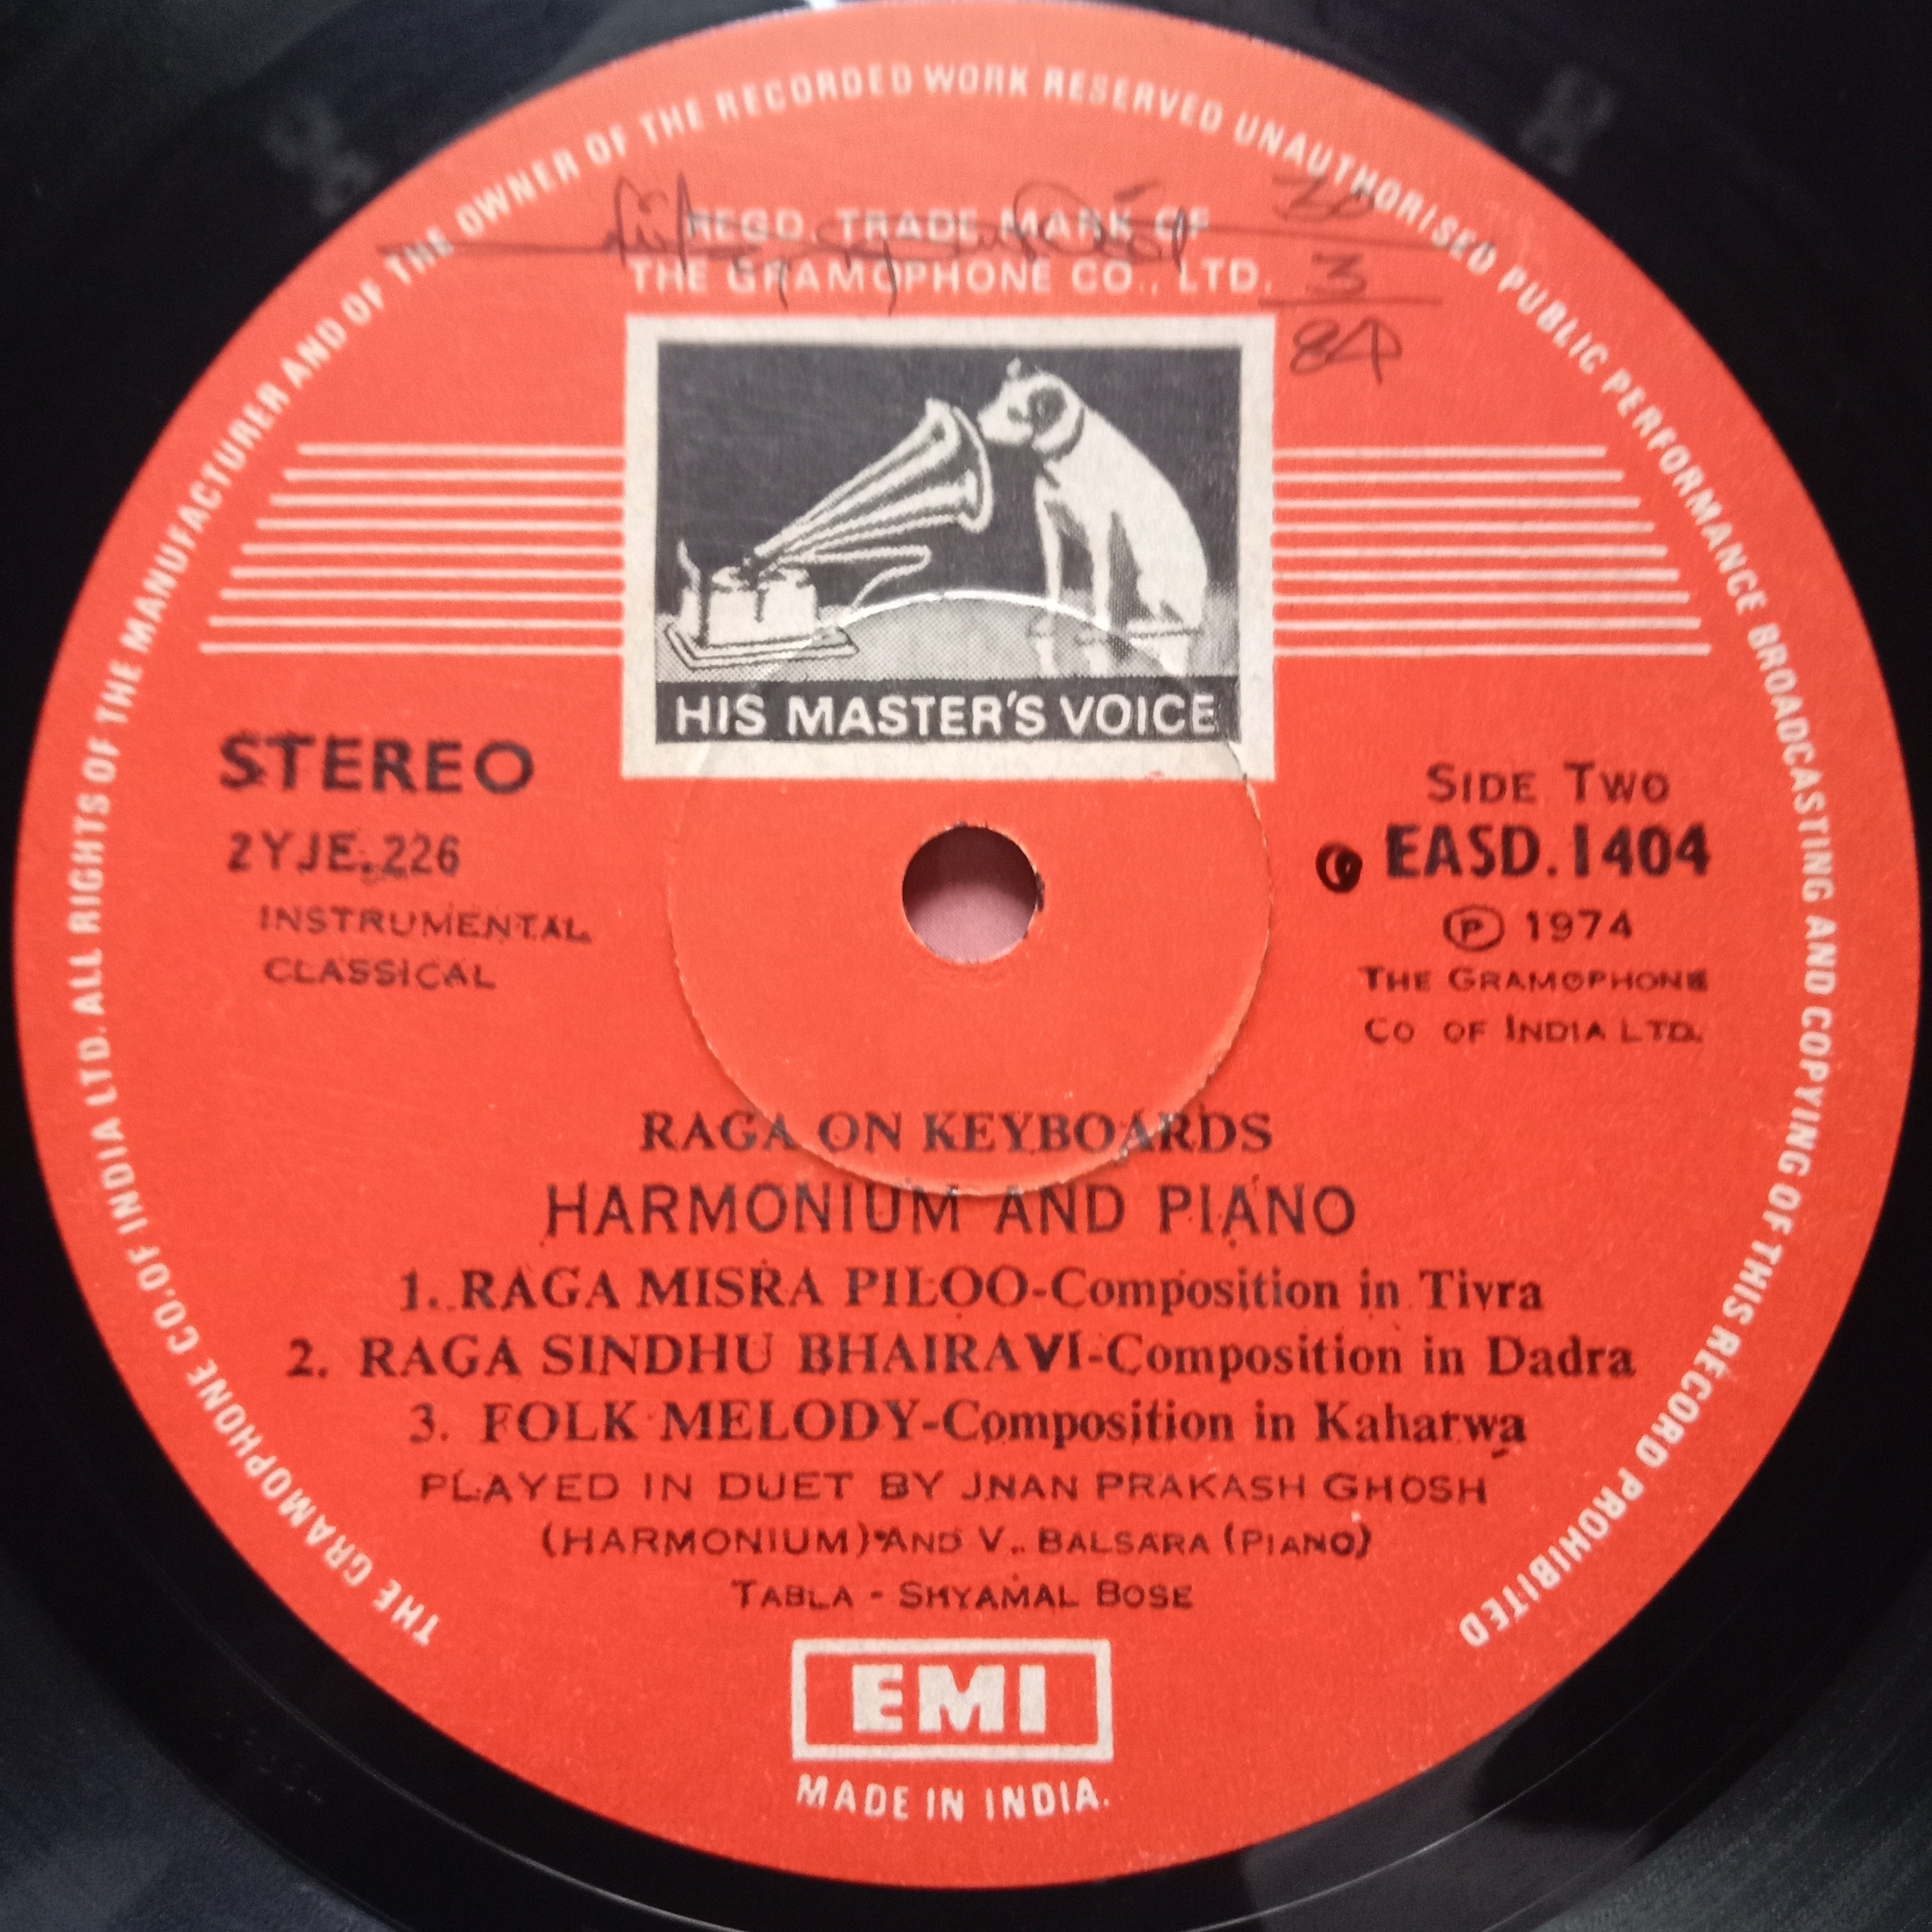 THE GRAMOPHONE CO. OF INDIA LTD. ALL RIGHTS OF THE MANUFACTURER AND OF THE OWNER OF THE RECORDED WORK RESERVED UNAUTHORISED PUBLIC PERFORMANCE BROADCASTING AND COPYING OF THIS RECORD PROHIBITED
REGD. TRADE MARK OF
THE GRAMOPHONE CO., LTD.
30
3
84
HIS MASTER'S VOICE
STEREO
2YJE.226
INSTRUMENTAL
CLASSICAL
SIDE TWO
EASD.1404
Ⓟ 1974
THE GRAMOPHONE
CO OF INDIA LTD.
RAGA ON KEYBOARDS
HARMONIUM AND PIANO
1. RAGA MISRA PILOO-Composition in Tivra
2. RAGA SINDHU BHAIRAVI-Composition in Dadra
3. FOLK MELODY-Composition in Kaharwa
PLAYED IN DUET BY JNAN PRAKASH GHOSH
(HARMONIUM) AND V. BALSARA (PIANO)
TABLA - SHYAMAL BOSE
EMI
MADE IN INDIA.